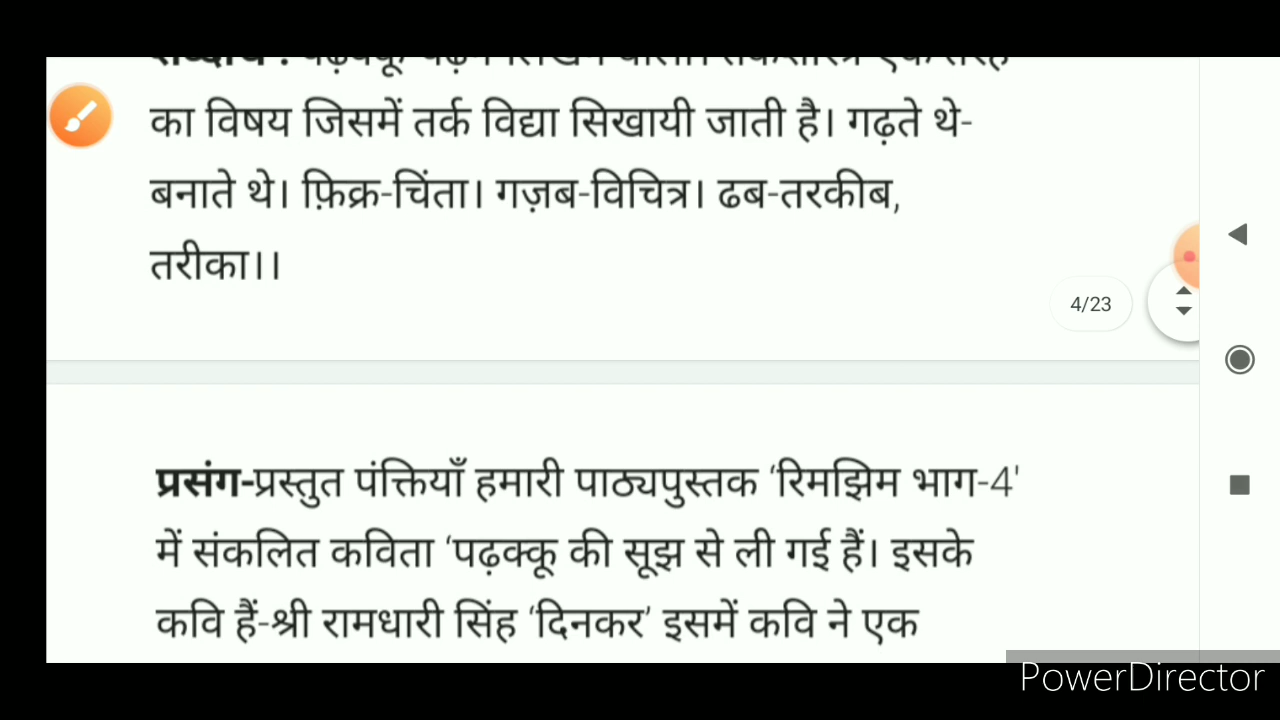 का विषय जिसमें तर्क विद्या सिखायी जाती है। गढ़ते थे-
बनाते थे। फ़िक्र-चिंता। गज़ब-विचित्र। ढब-तरकीब,
तरीका।।
4/23
प्रसंग-प्रस्तुत पंक्तियाँ हमारी पाठ्यपुस्तक ‘रिमझिम भाग-4'
में संकलित कविता ‘पढ़क्कू की सूझ से ली गई हैं। इसके
कवि हैं-श्री रामधारी सिंह ‘दिनकर’ इसमें कवि ने एक
PowerDirector